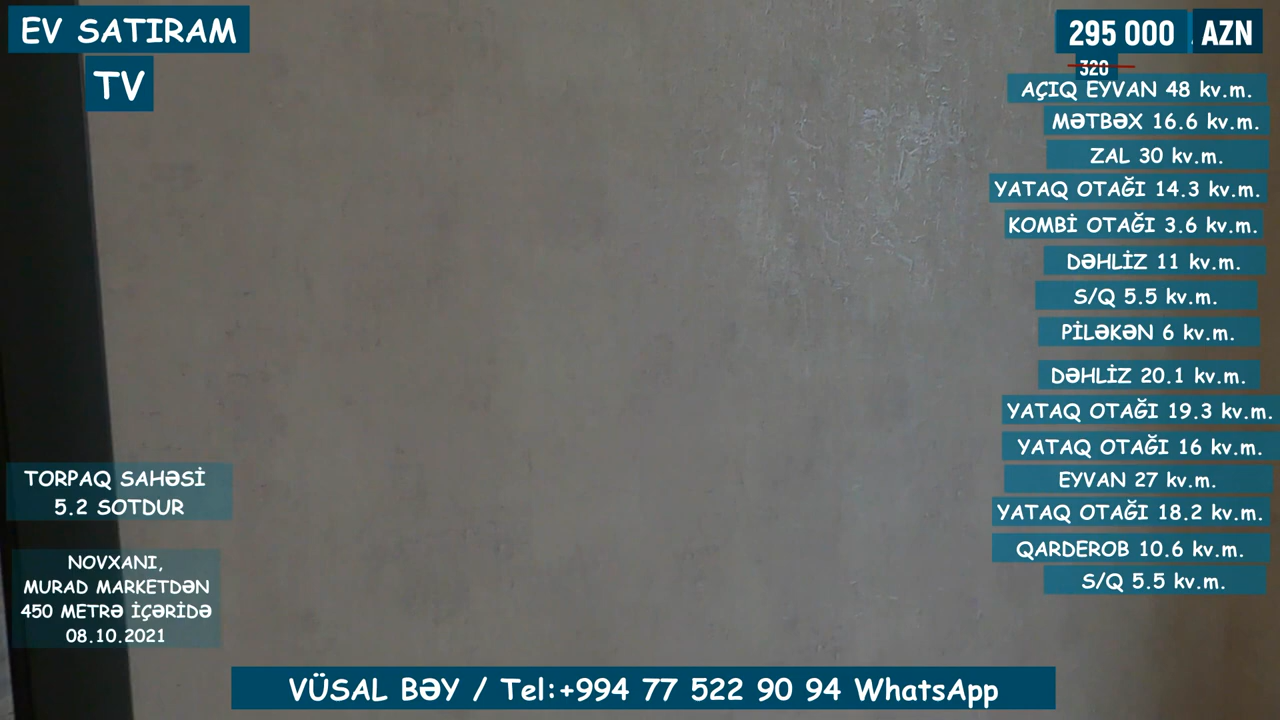 EV SATIRAM
TV
295 000 AZN
320
AÇIQ EYVAN 48 kv.m.
MƏTBƏX 16.6 kv.m.
ZAL 30 kv.m.
YATAQ OTAĞI 14.3 kv.m.
KOMBİ OTAĞI 3.6 kv.m.
DƏHLİZ 11 kv.m.
S/Q 5.5 kv.m.
PİLƏKƏN 6 kv.m.
DƏHLİZ 20.1 kv.m.
YATAQ OTAĞI 19.3 kv.m.
YATAQ OTAĞI 16 kv.m.
EYVAN 27 kv.m.
YATAQ OTAĞI 18.2 kv.m.
QARDEROB 10.6 kv.m.
S/Q 5.5 kv.m.
TORPAQ SAHƏSİ
5.2 SOTDUR
NOVXANI,
MURAD MARKETDƏN
450 METRƏ İÇƏRİDƏ
08.10.2021
VÜSAL BƏY / Tel:+994 77 522 90 94 WhatsApp